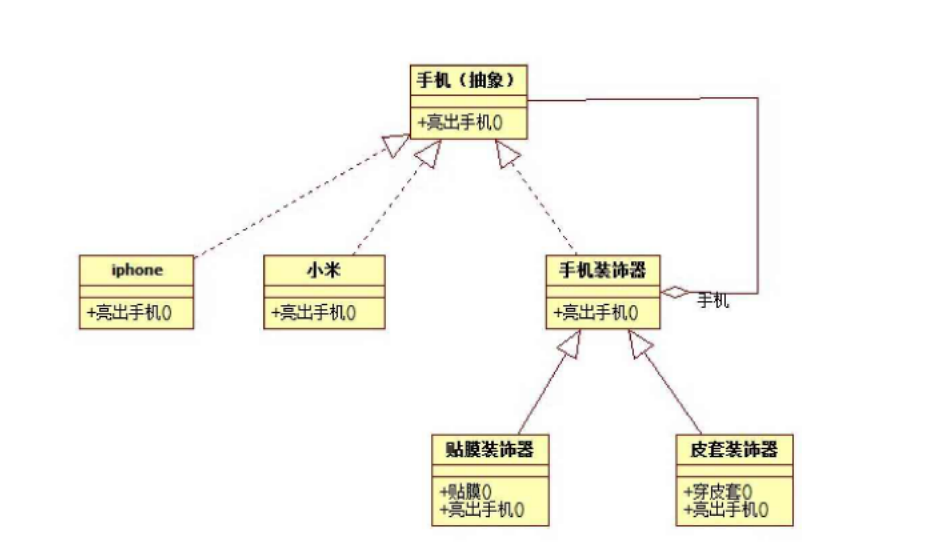 手机（抽象）
+亮出手机()
iphone
+亮出手机()
小米
+亮出手机()
手机装饰器
+亮出手机()
手机
贴膜装饰器
+贴膜()
+亮出手机()
皮套装饰器
+穿皮套()
+亮出手机()